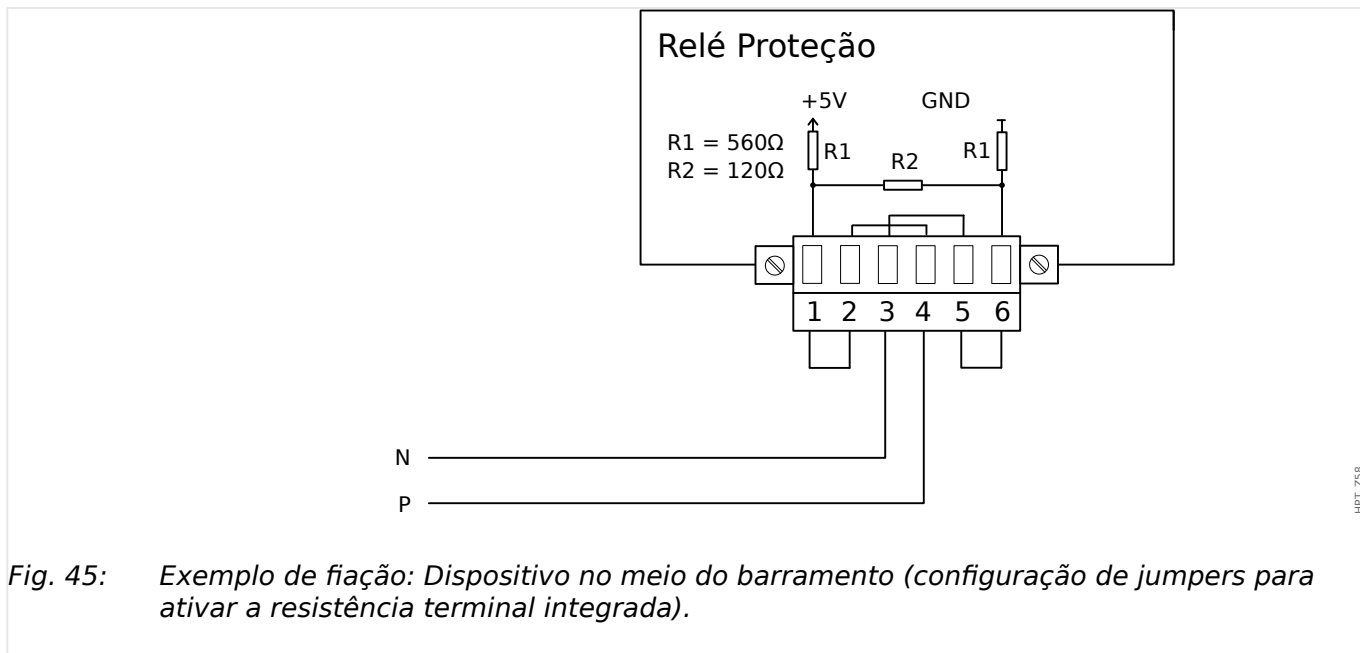 Relé Proteção
+5V GND
R1 = 560Ω
R2 = 120Ω
R1 R2 R1
1 2 3 4 5 6
N
P
HPT_Z58
Fig. 45: Exemplo de fiação: Dispositivo no meio do barramento (configuração de jumpers para
ativar a resistência terminal integrada).